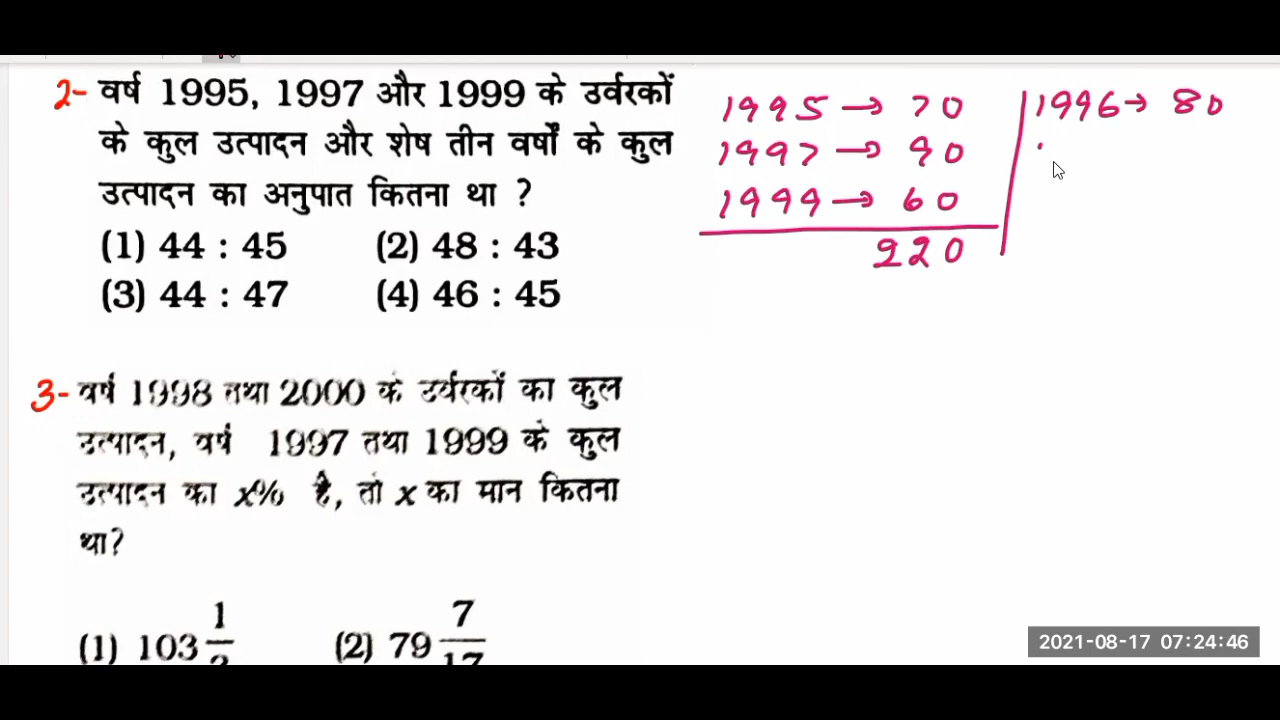 2- वर्ष 1995, 1997 और 1999 के उर्वरकों
के कुल उत्पादन और शेष तीन वर्षों के कुल
उत्पादन का अनुपात कितना था ?
(1) 44 : 45 (2) 48 : 43
(3) 44 : 47 (4) 46 : 45
1995 → 70
1997 → 90
1999 → 60
220
1996 → 80
3- वर्ष 1998 तथा 2000 के उर्वरकों का कुल
उत्पादन, वर्ष 1997 तथा 1999 के कुल
उत्पादन का x% है, तो x का मान कितना
था?
(1) 103 1/3 (2) 79 7/17
2021-08-17 07:24:46